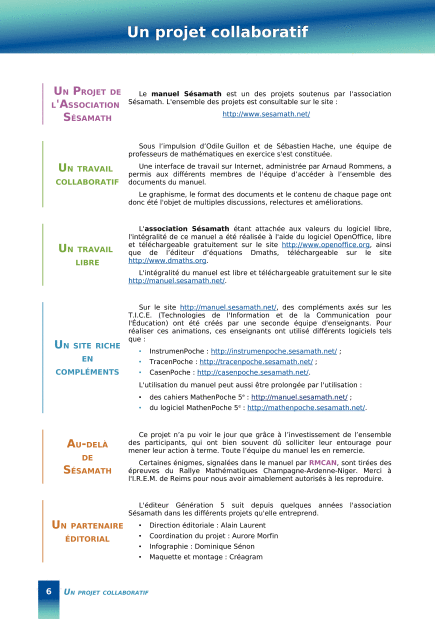 Un projet collaboratif
UN PROJET DE
L'ASSOCIATION
SÉSAMATH
Le manuel Sésamath est un des projets soutenus par l'association
Sésamath. L'ensemble des projets est consultable sur le site :
http://www.sesamath.net/
UN TRAVAIL
COLLABORATIF
Sous l'impulsion d'Odile Guillon et de Sébastien Hache, une équipe de
professeurs de mathématiques en exercice s'est constituée.
Une interface de travail sur Internet, administrée par Arnaud Rommens, a
permis aux différents membres de l'équipe d'accéder à l'ensemble des
documents du manuel.
Le graphisme, le format des documents et le contenu de chaque page ont
donc été l'objet de multiples discussions, relectures et améliorations.
UN TRAVAIL
LIBRE
L'association Sésamath étant attachée aux valeurs du logiciel libre,
l'intégralité de ce manuel a été réalisée à l'aide du logiciel OpenOffice, libre
et téléchargeable gratuitement sur le site http://www.openoffice.org, ainsi
que de l'éditeur d'équations Dmaths, téléchargeable sur le site
http://www.dmaths.org.
L'intégralité du manuel est libre et téléchargeable gratuitement sur le site
http://manuel.sesamath.net/.
UN SITE RICHE
EN
COMPLÉMENTS
Sur le site http://manuel.sesamath.net/, des compléments axés sur les
T.I.C.E. (Technologies de l'Information et de la Communication pour
l'Éducation) ont été créés par une seconde équipe d'enseignants. Pour
réaliser ces animations, ces enseignants ont utilisé différents logiciels tels
que :
• InstrumenPoche : http://instrumenpoche.sesamath.net/ ;
• TracenPoche : http://tracenpoche.sesamath.net/ ;
• CasenPoche : http://casenpoche.sesamath.net/.
L'utilisation du manuel peut aussi être prolongée par l'utilisation :
• des cahiers MathenPoche 5e : http://manuel.sesamath.net/ ;
• du logiciel MathenPoche 5e : http://mathenpoche.sesamath.net/.
AU-DELÀ
DE
SÉSAMATH
Ce projet n'a pu voir le jour que grâce à l'investissement de l'ensemble
des participants, qui ont bien souvent dû solliciter leur entourage pour
mener leur action à terme. Toute l'équipe du manuel les en remercie.
Certaines énigmes, signalées dans le manuel par RMCAN, sont tirées des
épreuves du Rallye Mathématiques Champagne-Ardenne-Niger. Merci à
l'I.R.E.M. de Reims pour nous avoir aimablement autorisés à les reproduire.
UN PARTENAIRE
ÉDITORIAL
L'éditeur Génération 5 suit depuis quelques années l'association
Sésamath dans les différents projets qu'elle entreprend.
• Direction éditoriale : Alain Laurent
• Coordination du projet : Aurore Morfin
• Infographie : Dominique Sénon
• Maquette et montage : Créagram
6 UN PROJET COLLABORATIF